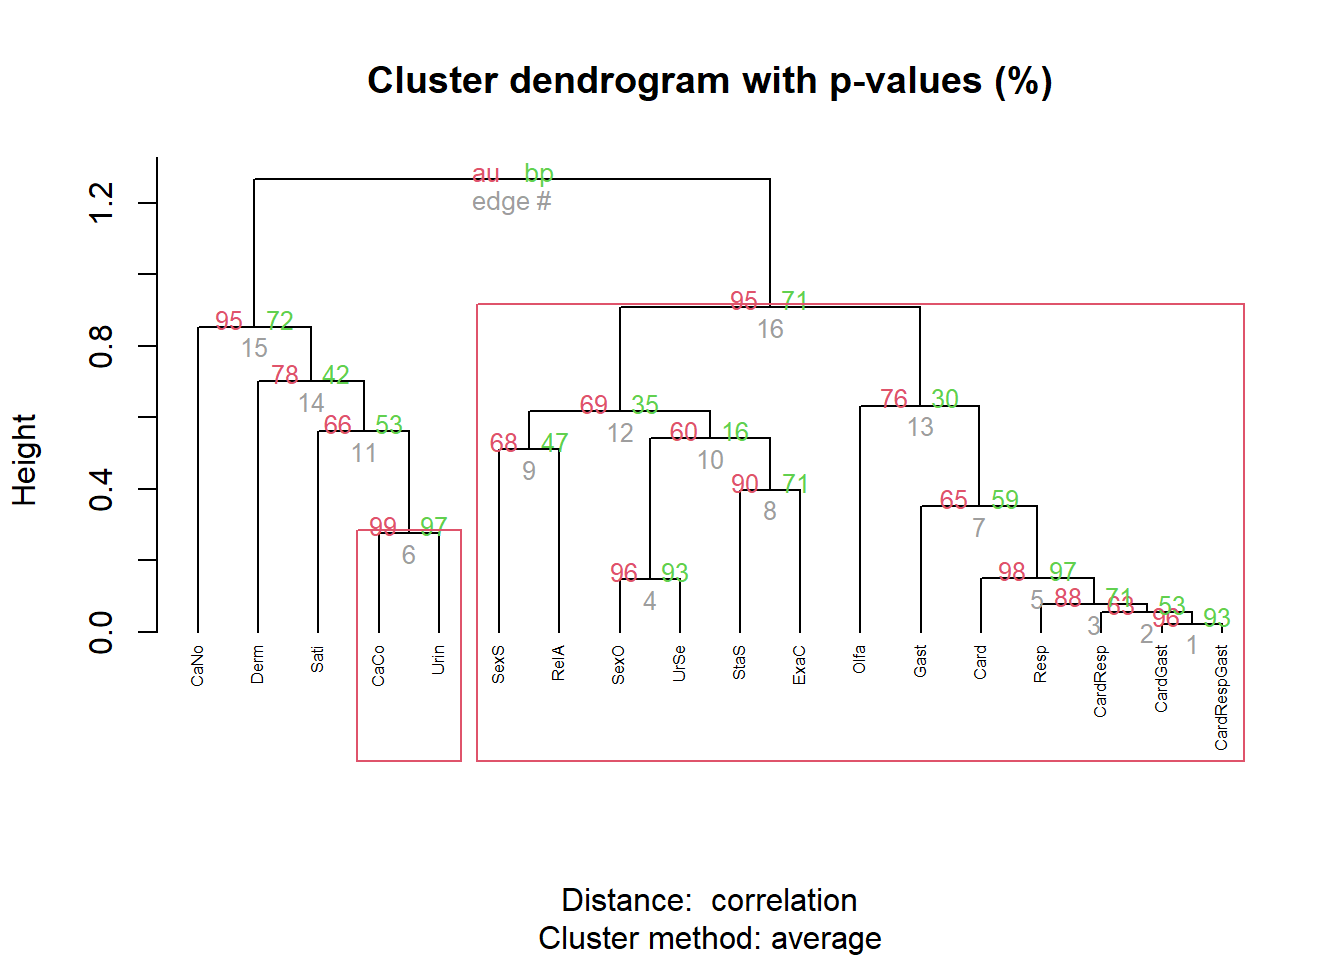 Cluster dendrogram with p-values (%)
au bp
edge #
1.2
0.8
0.4
0.0
Height
95 71
16
95 72
15
78 42
14
76 30
13
69 35
12
66 53
11
60 16
10
68 47
9
90 71
8
65 59
7
99 97
6
98 97
5
96 93
4
88 71
3
63 53
2
96 93
1
CaNo
Derm
Sati
CaCo
Urin
SexS
RelA
SexO
UrSe
StaS
ExaC
Olfa
Gast
Card
Resp
CardResp
CardGast
CardRespGast
Distance: correlation
Cluster method: average